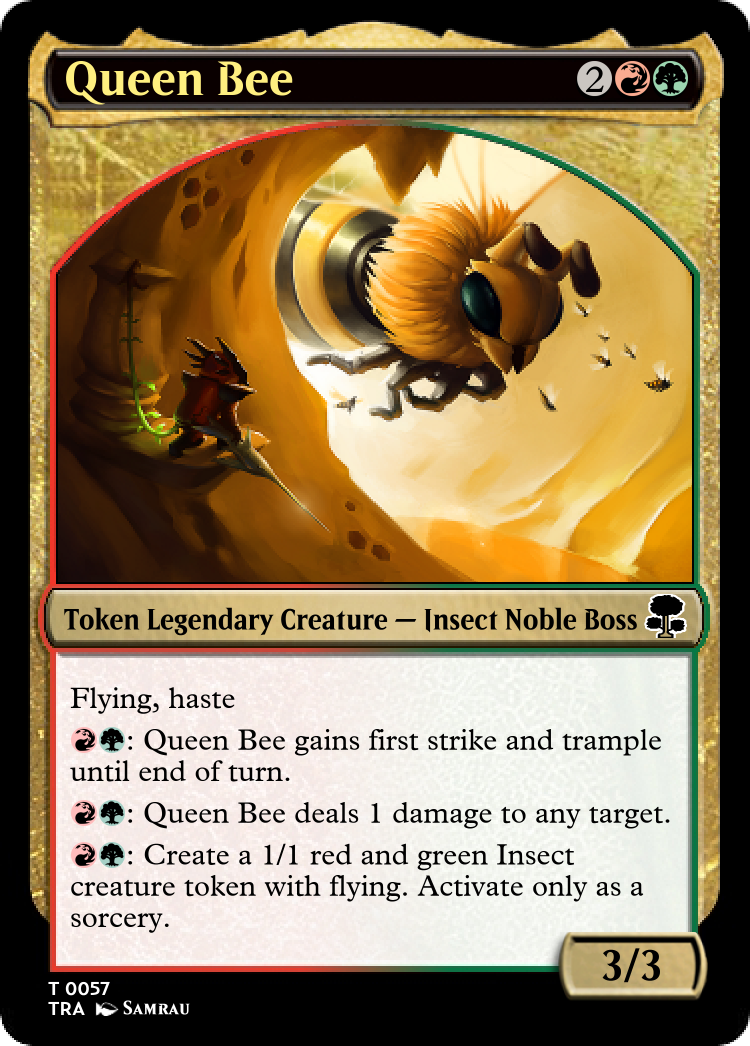 Queen Bee 2
Token Legendary Creature — Insect Noble Boss
Flying, haste
: Queen Bee gains first strike and trample
until end of turn.
: Queen Bee deals 1 damage to any target.
: Create a 1/1 red and green Insect
creature token with flying. Activate only as a
sorcery.
3/3
T 0057
TRA Samrau